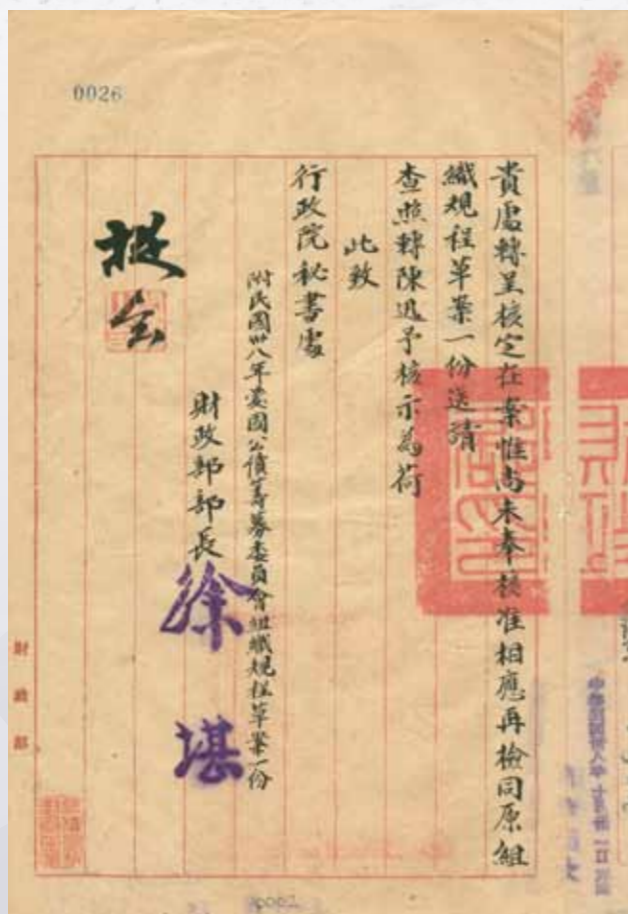 0026
貴處轉呈核定在案惟尚未奉核准相應再檢同原組
織規程草案一份送請
查照轉陳迅予核示為荷
此致
行政院秘書處
附民國卅八年愛國公債籌募委員會組織規程草案一份
財政部部長徐堪
財政部